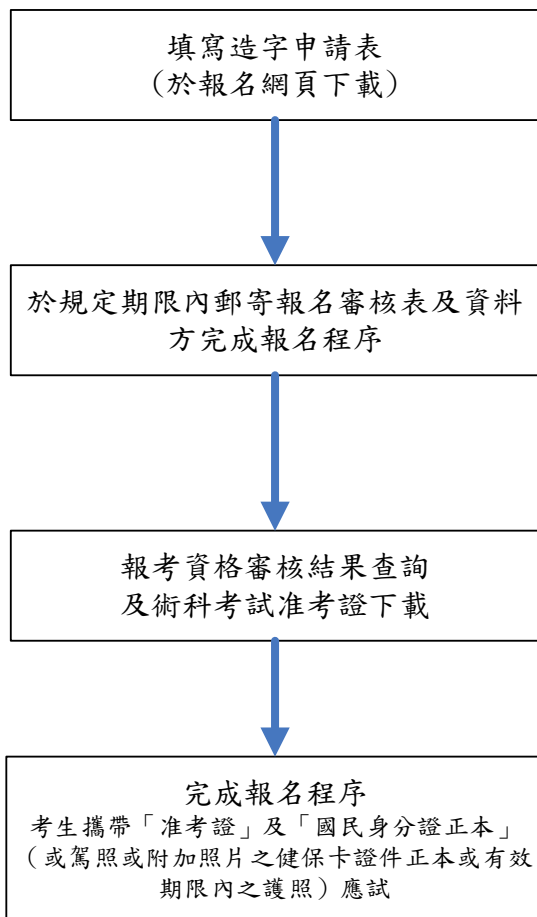 填寫造字申請表
（於報名網頁下載）
於規定期限內郵寄報名審核表及資料
方完成報名程序
報考資格審核結果查詢
及術科考試准考證下載
完成報名程序
考生攜帶「准考證」及「國民身分證正本」
（或駕照或附加照片之健保卡證件正本或有效
期限內之護照）應試